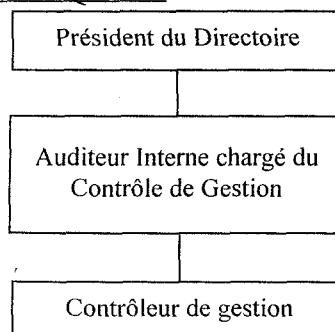 Président du Directoire
Auditeur Interne chargé du
Contrôle de Gestion
Contrôleur de gestion